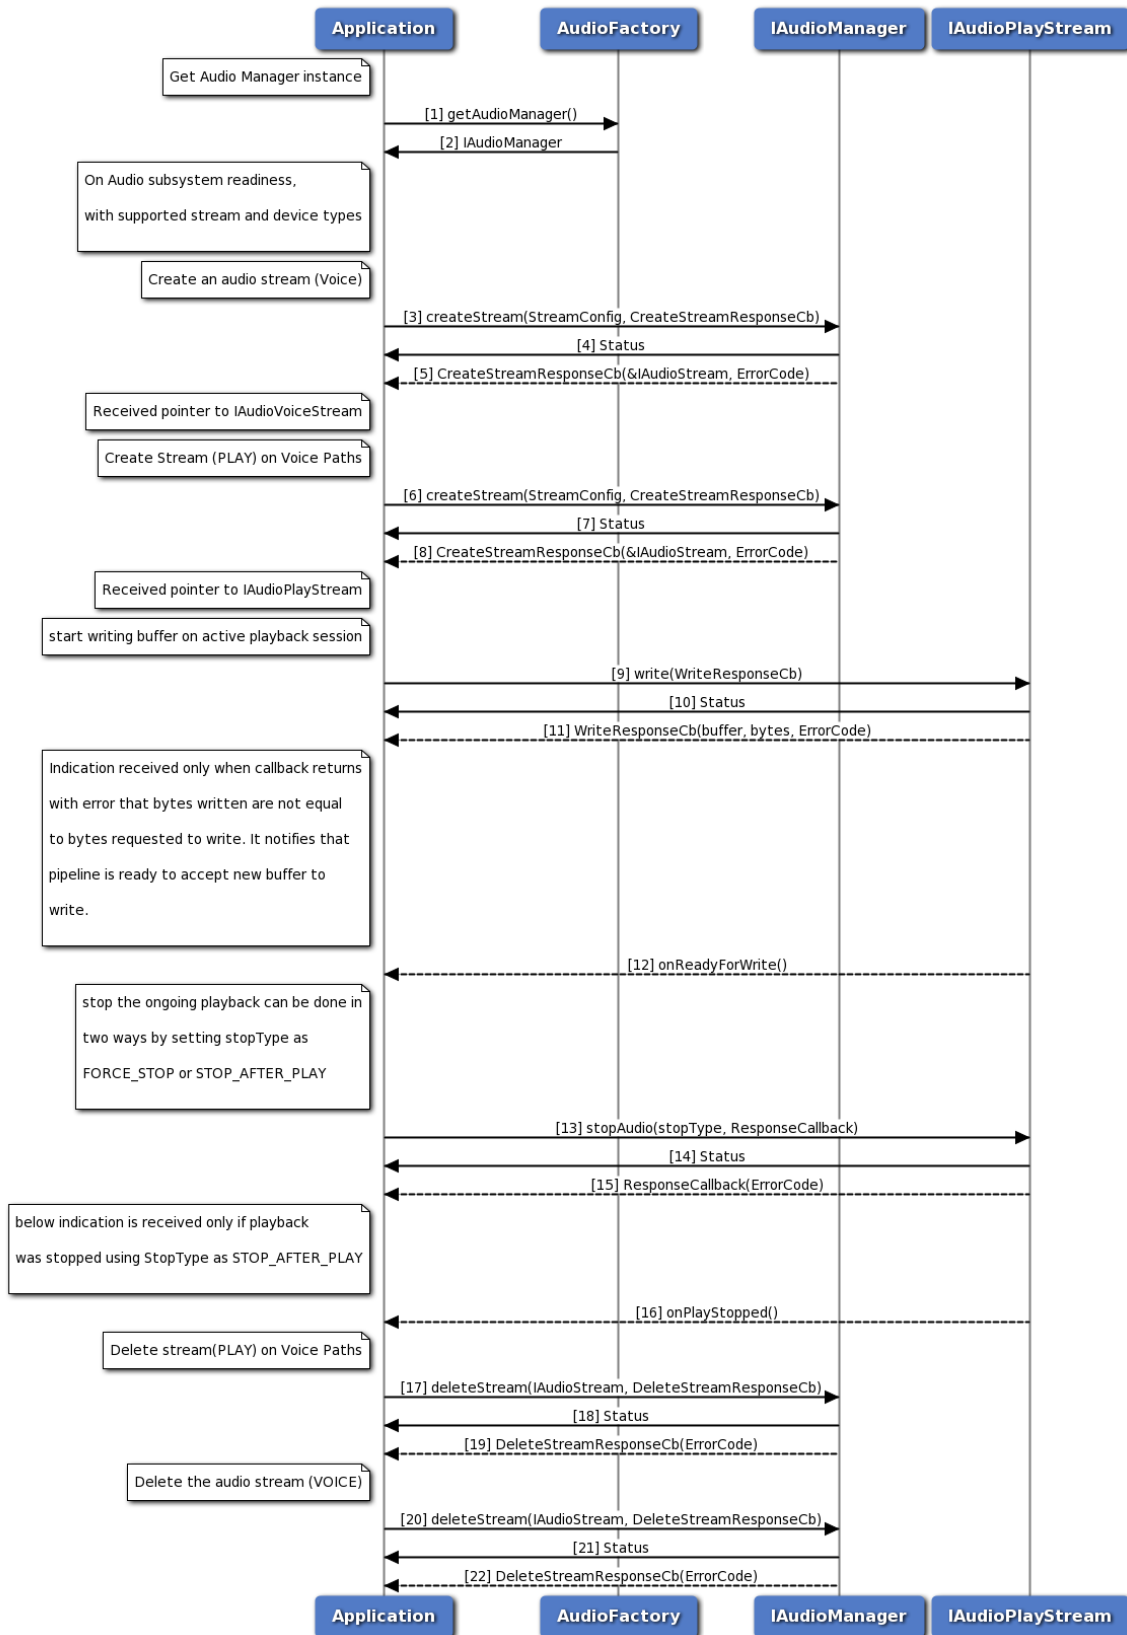 Application
AudioFactory
IAudioManager
IAudioPlayStream
Get Audio Manager instance
[1] getAudioManager()
[2] IAudioManager
On Audio subsystem readiness,
with supported stream and device types
Create an audio stream (Voice)
[3] createStream(StreamConfig, CreateStreamResponseCb)
[4] Status
[5] CreateStreamResponseCb(&IAudioStream, ErrorCode)
Received pointer to IAudioVoiceStream
Create Stream (PLAY) on Voice Paths
[6] createStream(StreamConfig, CreateStreamResponseCb)
[7] Status
[8] CreateStreamResponseCb(&IAudioStream, ErrorCode)
Received pointer to IAudioPlayStream
start writing buffer on active playback session
[9] write(WriteResponseCb)
[10] Status
[11] WriteResponseCb(buffer, bytes, ErrorCode)
Indication received only when callback returns
with error that bytes written are not equal
to bytes requested to write. It notifies that
pipeline is ready to accept new buffer to
write.
[12] onReadyForWrite()
stop the ongoing playback can be done in
two ways by setting stopType as
FORCE_STOP or STOP_AFTER_PLAY
[13] stopAudio(stopType, ResponseCallback)
[14] Status
[15] ResponseCallback(ErrorCode)
below indication is received only if playback
was stopped using StopType as STOP_AFTER_PLAY
[16] onPlayStopped()
Delete stream(PLAY) on Voice Paths
[17] deleteStream(IAudioStream, DeleteStreamResponseCb)
[18] Status
[19] DeleteStreamResponseCb(ErrorCode)
Delete the audio stream (VOICE)
[20] deleteStream(IAudioStream, DeleteStreamResponseCb)
[21] Status
[22] DeleteStreamResponseCb(ErrorCode)
Application
AudioFactory
IAudioManager
IAudioPlayStream